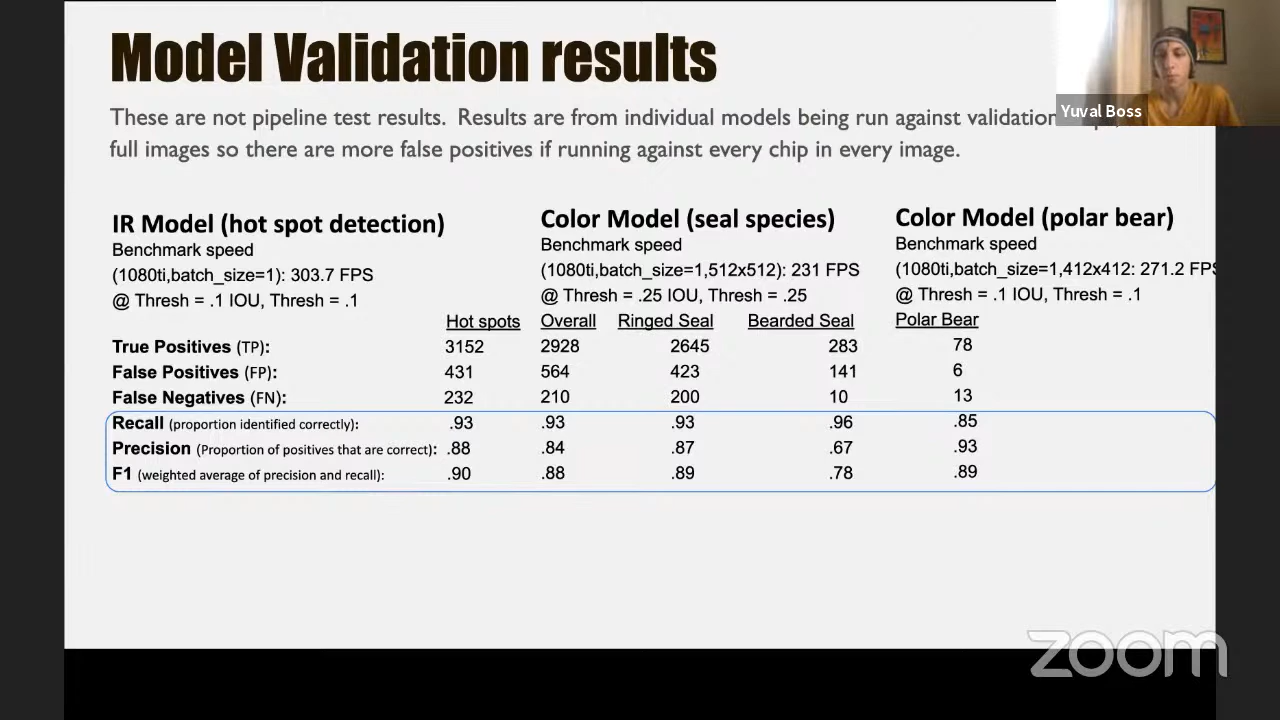 Model Validation results
These are not pipeline test results. Results are from individual models being run against validation
full images so there are more false positives if running against every chip in every image.
Yuval Boss
IR Model (hot spot detection)
Benchmark speed
(1080ti,batch_size=1): 303.7 FPS
@ Thresh = .1 IOU, Thresh = .1
Color Model (seal species)
Benchmark speed
(1080ti,batch_size=1,512x512): 231 FPS
@ Thresh = .25 IOU, Thresh = .25
Color Model (polar bear)
Benchmark speed
(1080ti,batch_size=1,412x412: 271.2 FPS
@ Thresh = .1 IOU, Thresh = .1
Hot spots Overall Ringed Seal Bearded Seal Polar Bear
True Positives (TP): 3152 2928 2645 283 78
False Positives (FP): 431 564 423 141 6
False Negatives (FN): 232 210 200 10 13
Recall (proportion identified correctly): .93 .93 .93 .96 .85
Precision (Proportion of positives that are correct): .88 .84 .87 .67 .93
F1 (weighted average of precision and recall): .90 .88 .89 .78 .89
zoom